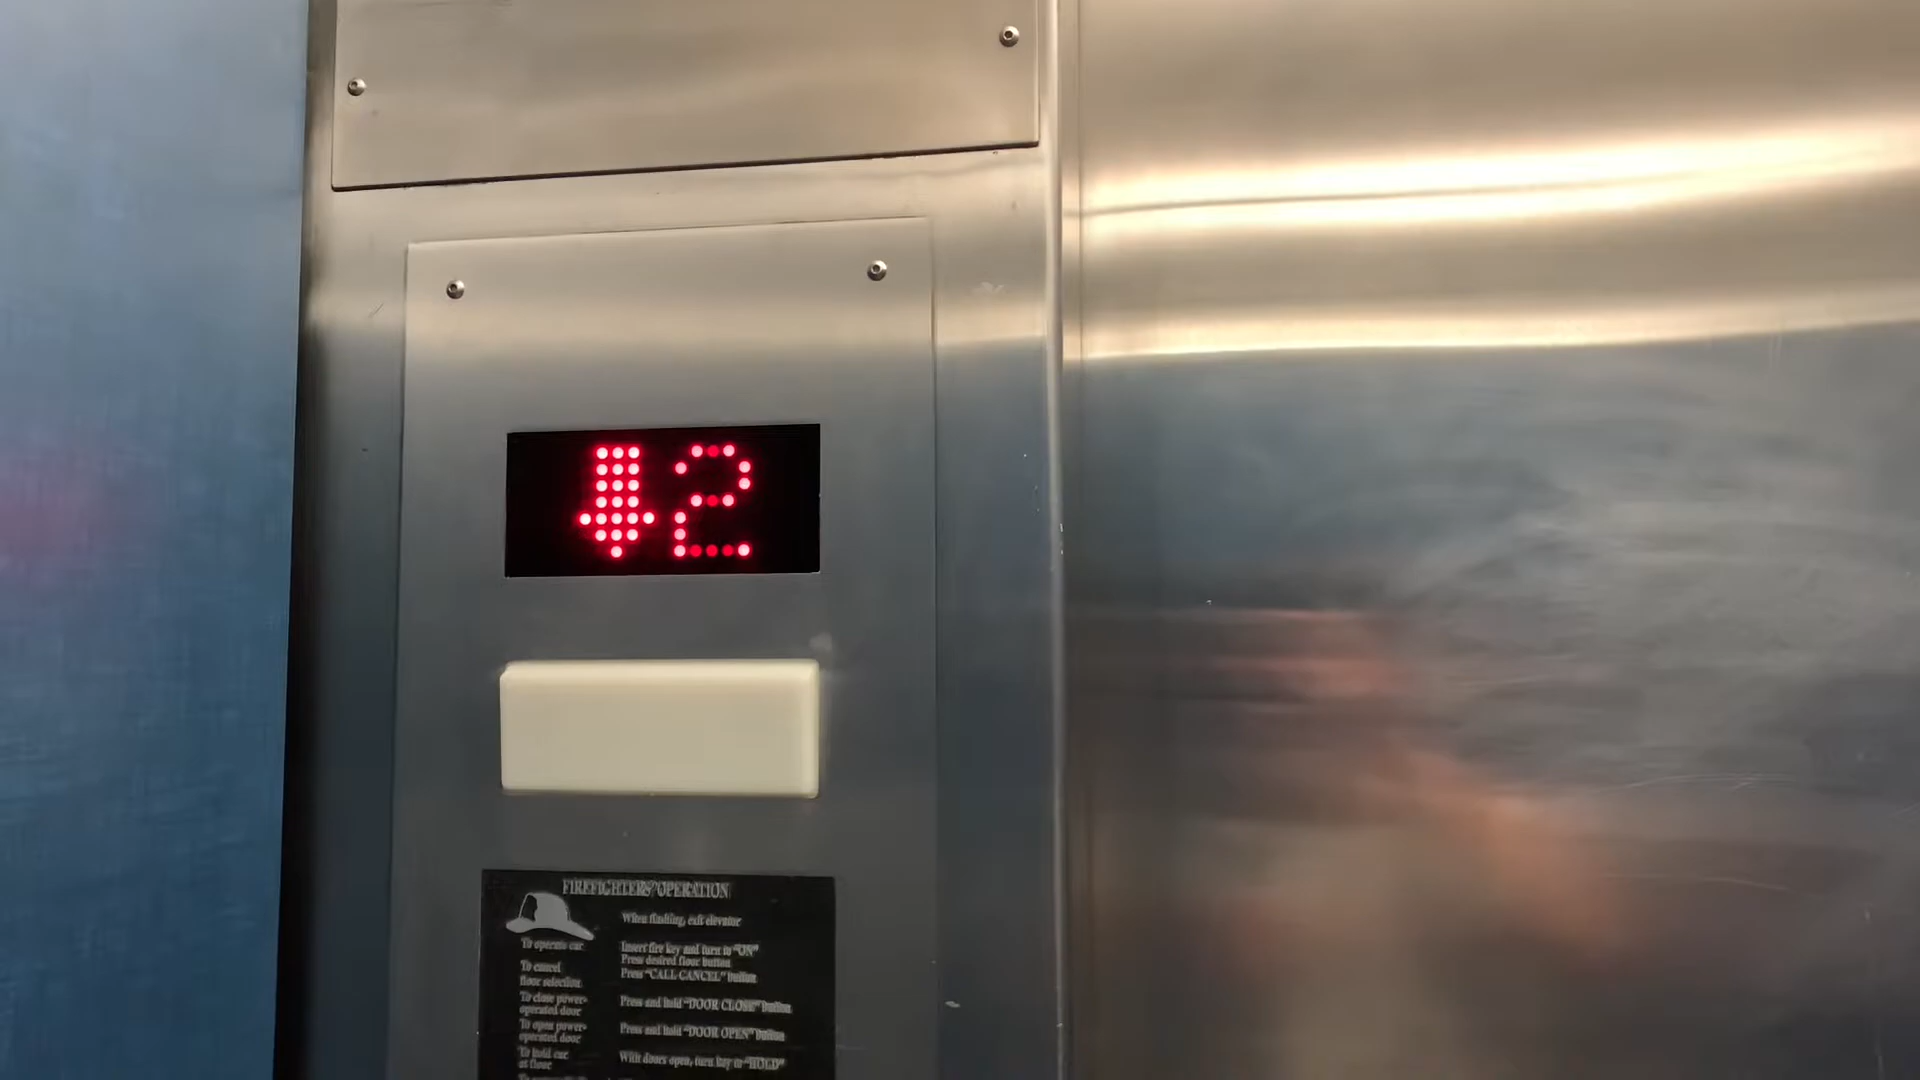 2
FIREFIGHTERS' OPERATION
When flashing, exit elevator
To operate car
Insert fire key and turn to "ON"
Press desired floor button
To cancel
floor selection
Press "CALL CANCEL" button
To close power-
operated door
Press and hold "DOOR CLOSE" button
To open power-
operated door
Press and hold "DOOR OPEN" button
To hold car
at floor
With doors open, turn key to "HOLD"